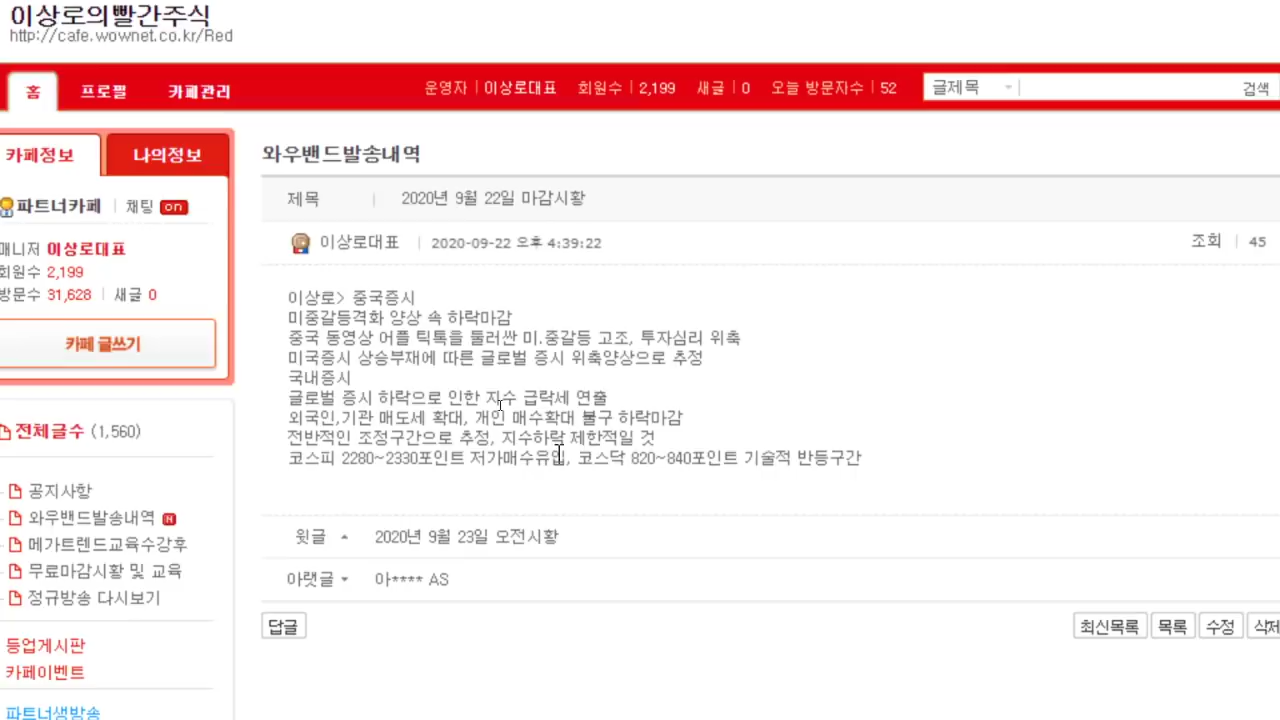 이상로의빨간주식
http://cafe.wownet.co.kr/Red
홈 프로필 카페관리 운영자 이상로대표 회원수 2,199 새글 0 오늘 방문자수 52 글제목 검색
카페정보 나의정보
파트너카페 채팅 on
매니저 이상로대표
회원수 2,199
방문수 31,628 새글 0
카페 글쓰기
전체글수 (1,560)
공지사항
와우밴드발송내역 N
메가트렌드교육수강후
무료마감시황 및 교육
정규방송 다시보기
등업게시판
카페이벤트
파트너생방송
와우밴드발송내역
제목 2020년 9월 22일 마감시황
이상로대표 2020-09-22 오후 4:39:22 조회 45
이상로> 중국증시
미중갈등격화 양상 속 하락마감
중국 동영상 어플 틱톡을 둘러싼 미.중갈등 고조, 투자심리 위축
미국증시 상승부재에 따른 글로벌 증시 위축양상으로 추정
국내증시
글로벌 증시 하락으로 인한 지수 급락세 연출
외국인,기관 매도세 확대, 개인 매수확대 불구 하락마감
전반적인 조정구간으로 추정, 지수하락 제한적일 것
코스피 2280~2330포인트 저가매수유입, 코스닥 820~840포인트 기술적 반등구간
윗글 2020년 9월 23일 오전시황
아랫글 아**** AS
답글 최신목록 목록 수정 삭제